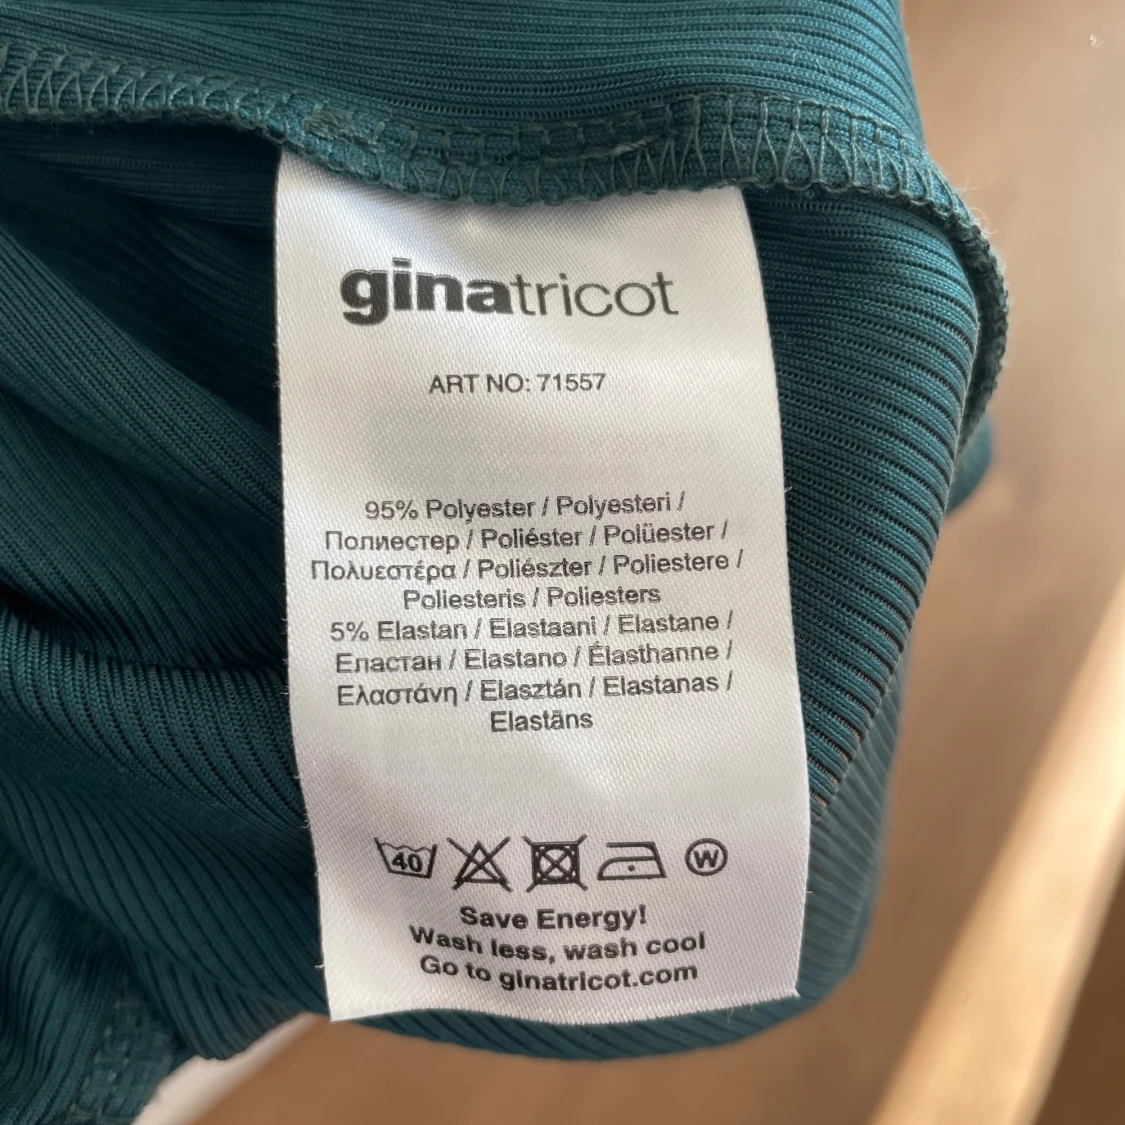 ginatricot
ART NO: 71557
95% Polyester / Polyesteri /
Полиестер / Poliéster / Polüester /
Πολυεστέρα / Poliészter / Poliestere /
Poliesteris / Poliesters
5% Elastan / Elastaani / Elastane /
Еластан / Elastano / Élasthanne /
Ελαστάνη / Elasztán / Elastanas /
Elastāns
40 W
Save Energy!
Wash less, wash cool
Go to ginatricot.com